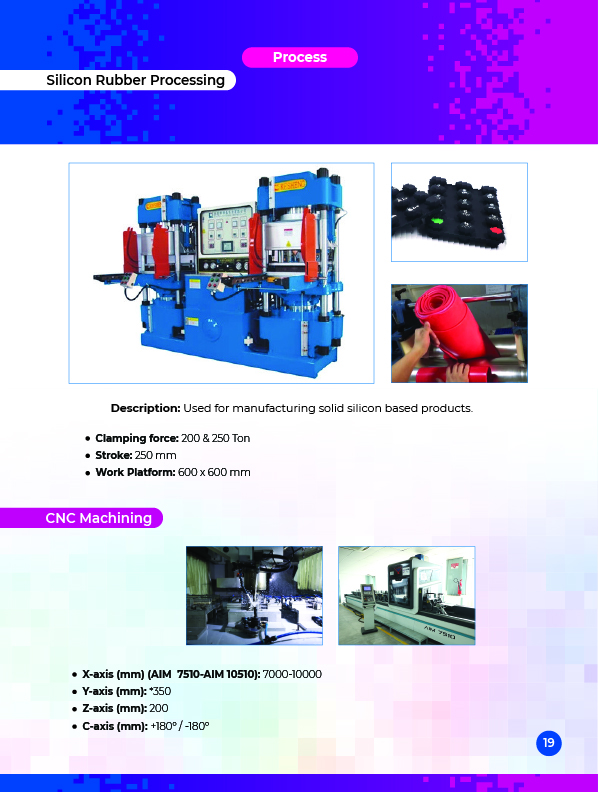 Process
Silicon Rubber Processing
Description: Used for manufacturing solid silicon based products.
● Clamping force: 200 & 250 Ton
● Stroke: 250 mm
● Work Platform: 600 x 600 mm
CNC Machining
AIM 7510
● X-axis (mm) (AIM 7510-AIM 10510): 7000-10000
● Y-axis (mm): *350
● Z-axis (mm): 200
● C-axis (mm): +180° / -180°
19